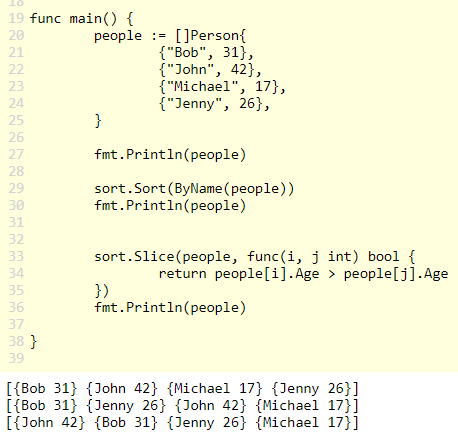 18
19 func main() {
20 people := []Person{
21 {"Bob", 31},
22 {"John", 42},
23 {"Michael", 17},
24 {"Jenny", 26},
25 }
26
27 fmt.Println(people)
28
29 sort.Sort(ByName(people))
30 fmt.Println(people)
31
32
33 sort.Slice(people, func(i, j int) bool {
34 return people[i].Age > people[j].Age
35 })
36 fmt.Println(people)
37
38 }
39
[{Bob 31} {John 42} {Michael 17} {Jenny 26}]
[{Bob 31} {Jenny 26} {John 42} {Michael 17}]
[{John 42} {Bob 31} {Jenny 26} {Michael 17}]